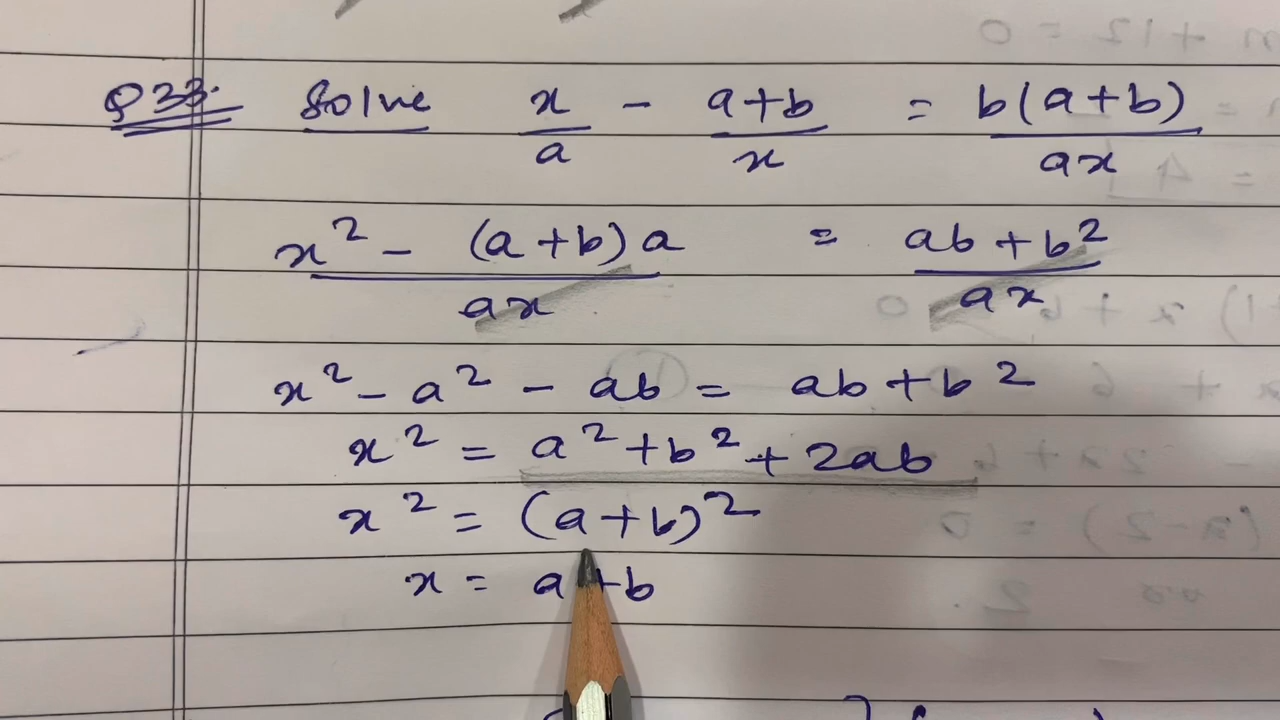 Q33. Solve x/a - a+b/x = b(a+b)/ax
x² - (a+b)a/ax = ab+b²/ax
x² - a² - ab = ab+b²
x² = a²+b²+2ab
x² = (a+b)²
x = a+b